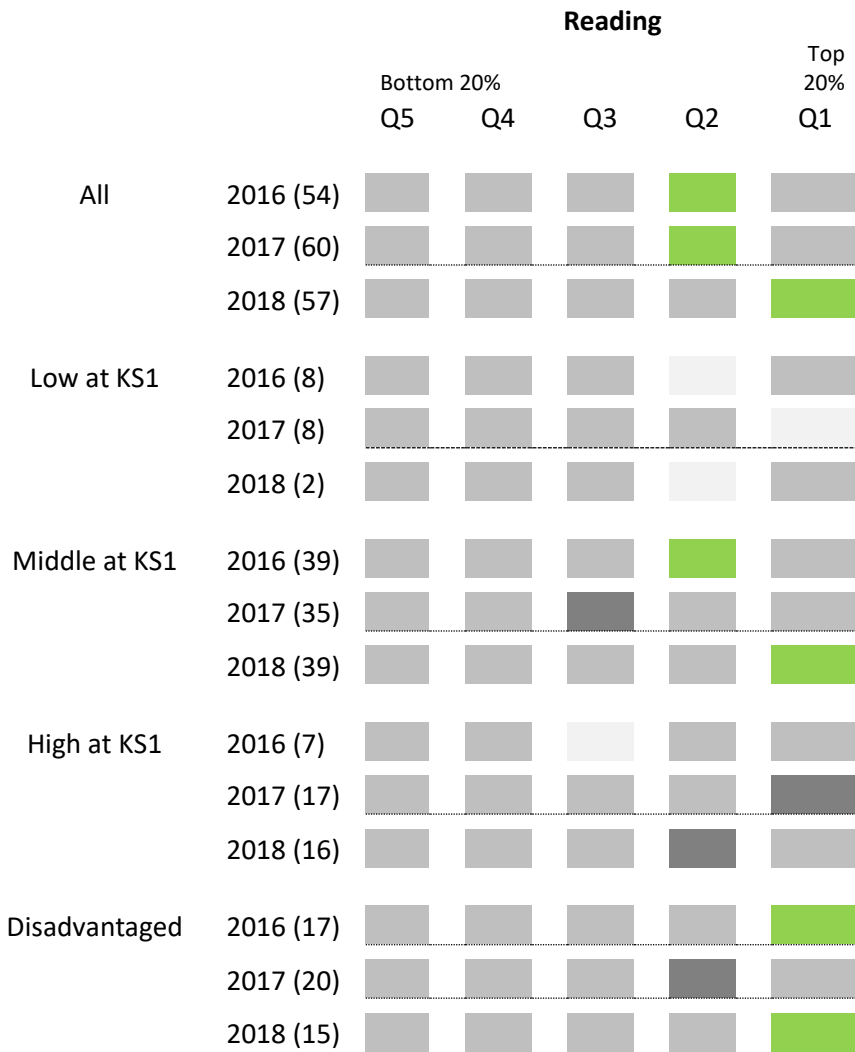 Reading
Top
Bottom 20% 20%
Q5 Q4 Q3 Q2 Q1
All 2016 (54)
2017 (60)
2018 (57)
Low at KS1 2016 (8)
2017 (8)
2018 (2)
Middle at KS1 2016 (39)
2017 (35)
2018 (39)
High at KS1 2016 (7)
2017 (17)
2018 (16)
Disadvantaged 2016 (17)
2017 (20)
2018 (15)